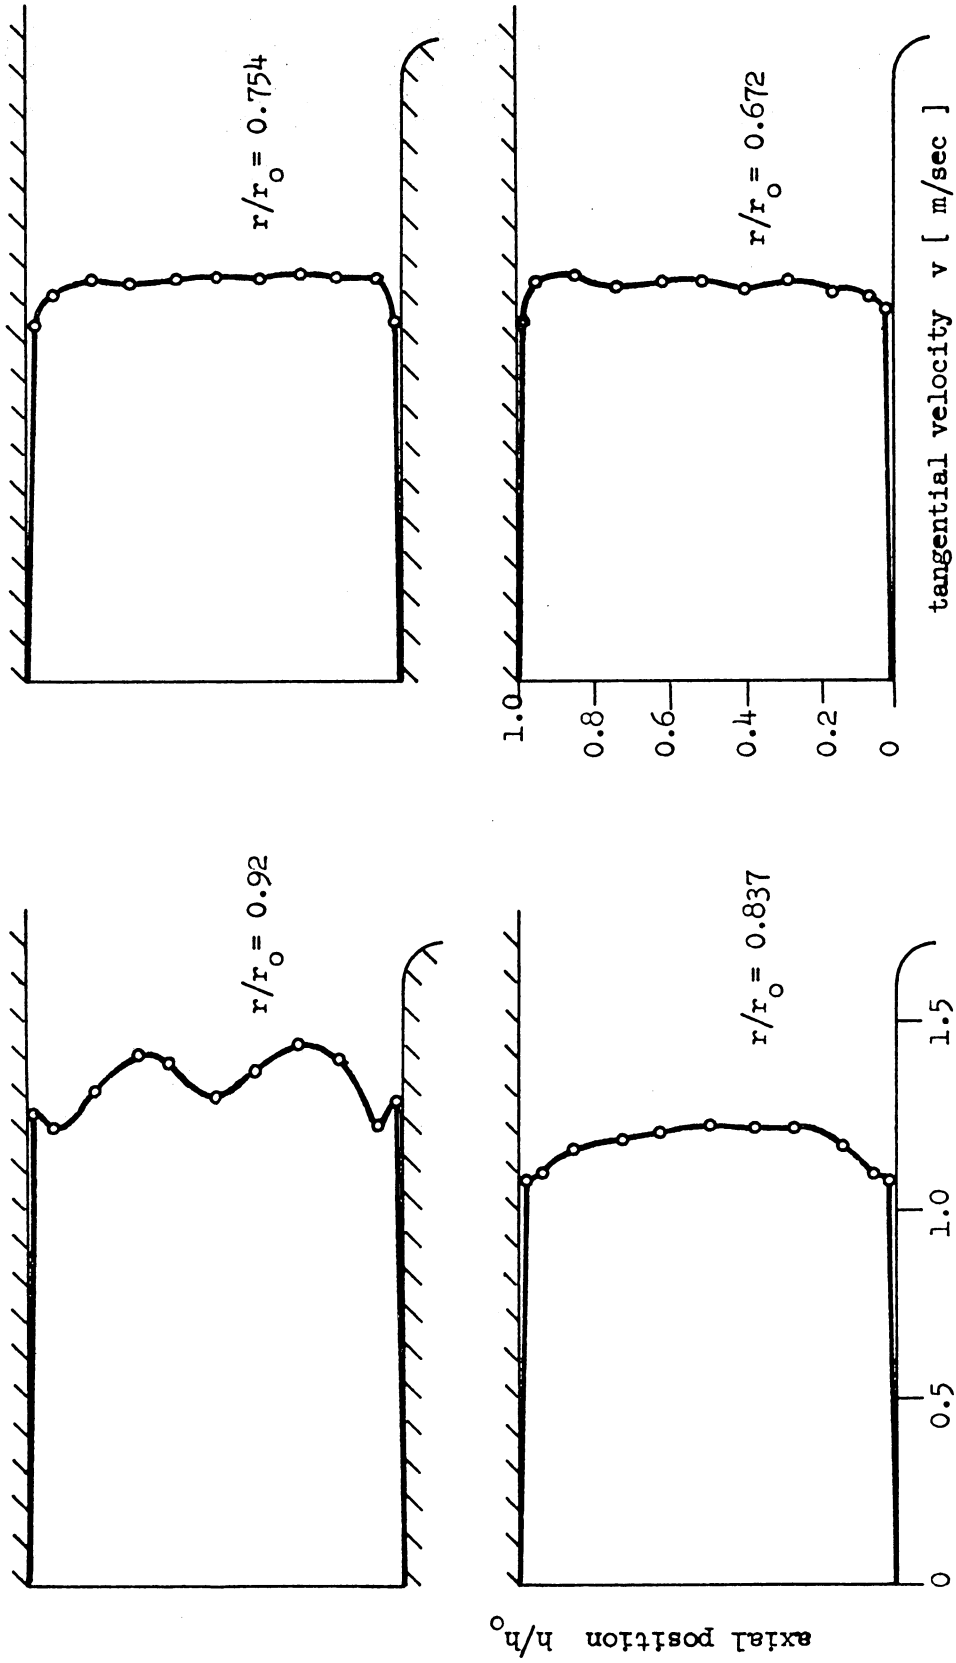 r/r₀ = 0.92
r/r₀ = 0.754
axial position h/h₀
r/r₀ = 0.837
0
0.5
1.0
1.5
1.0
0.8
0.6
0.4
0.2
0
r/r₀ = 0.672
tangential velocity v [ m/sec ]